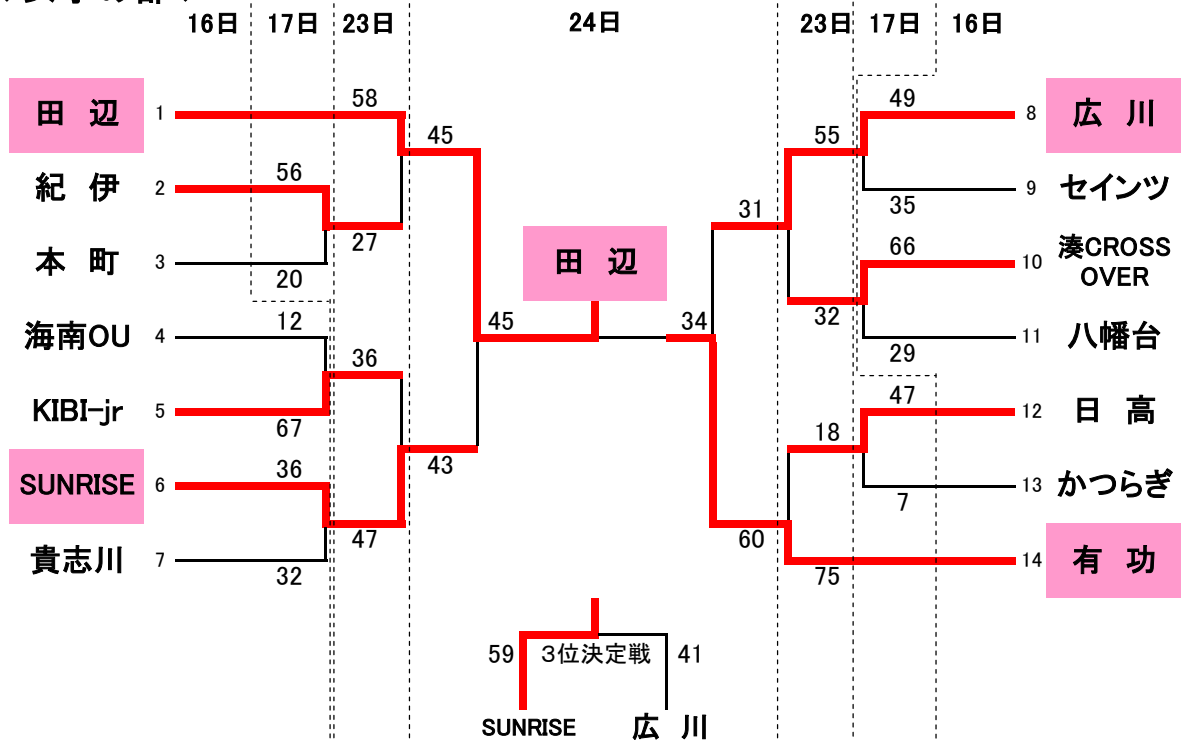 16日 17日 23日 24日 23日 17日 16日
田 辺 1 58
45
紀 伊 2 56
27
本 町 3 20
海南OU 4 12
36
KIBI-jr 5 67
43
SUNRISE 6 36
47
貴志川 7 32
田 辺
45 34
49 8 広 川
55
31
35 9 セインツ
66 10 湊CROSS
OVER
32
29 11 八幡台
47 12 日 高
18
7 13 かつらぎ
60
75 14 有 功
59 3位決定戦 41
SUNRISE 広 川